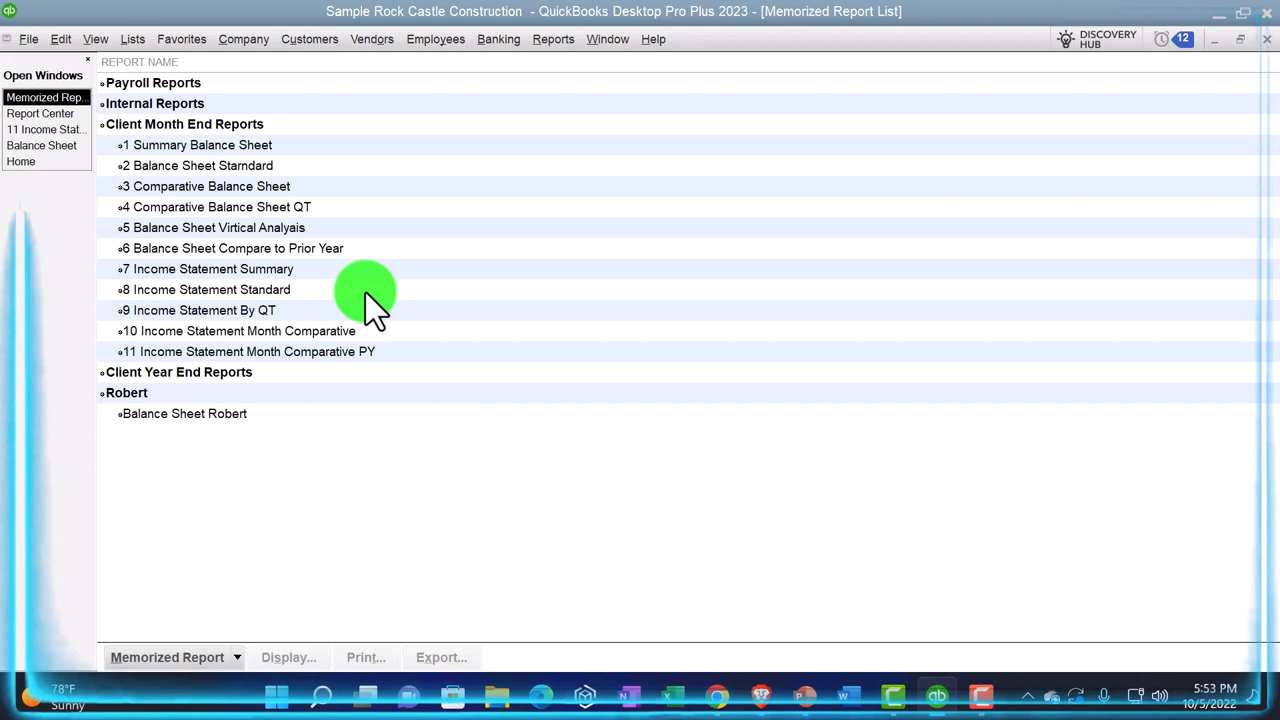 Sample Rock Castle Construction - QuickBooks Desktop Pro Plus 2023 - [Memorized Report List]
File Edit View Lists Favorites Company Customers Vendors Employees Banking Reports Window Help
DISCOVERY
HUB
12
Open Windows
Memorized Rep...
Report Center
11 Income Stat...
Balance Sheet
Home
REPORT NAME
Payroll Reports
Internal Reports
Client Month End Reports
1 Summary Balance Sheet
2 Balance Sheet Starndard
3 Comparative Balance Sheet
4 Comparative Balance Sheet QT
5 Balance Sheet Virtical Analyais
6 Balance Sheet Compare to Prior Year
7 Income Statement Summary
8 Income Statement Standard
9 Income Statement By QT
10 Income Statement Month Comparative
11 Income Statement Month Comparative PY
Client Year End Reports
Robert
Balance Sheet Robert
Memorized Report Display... Print... Export...
78°F
Sunny
5:53 PM
10/5/2022